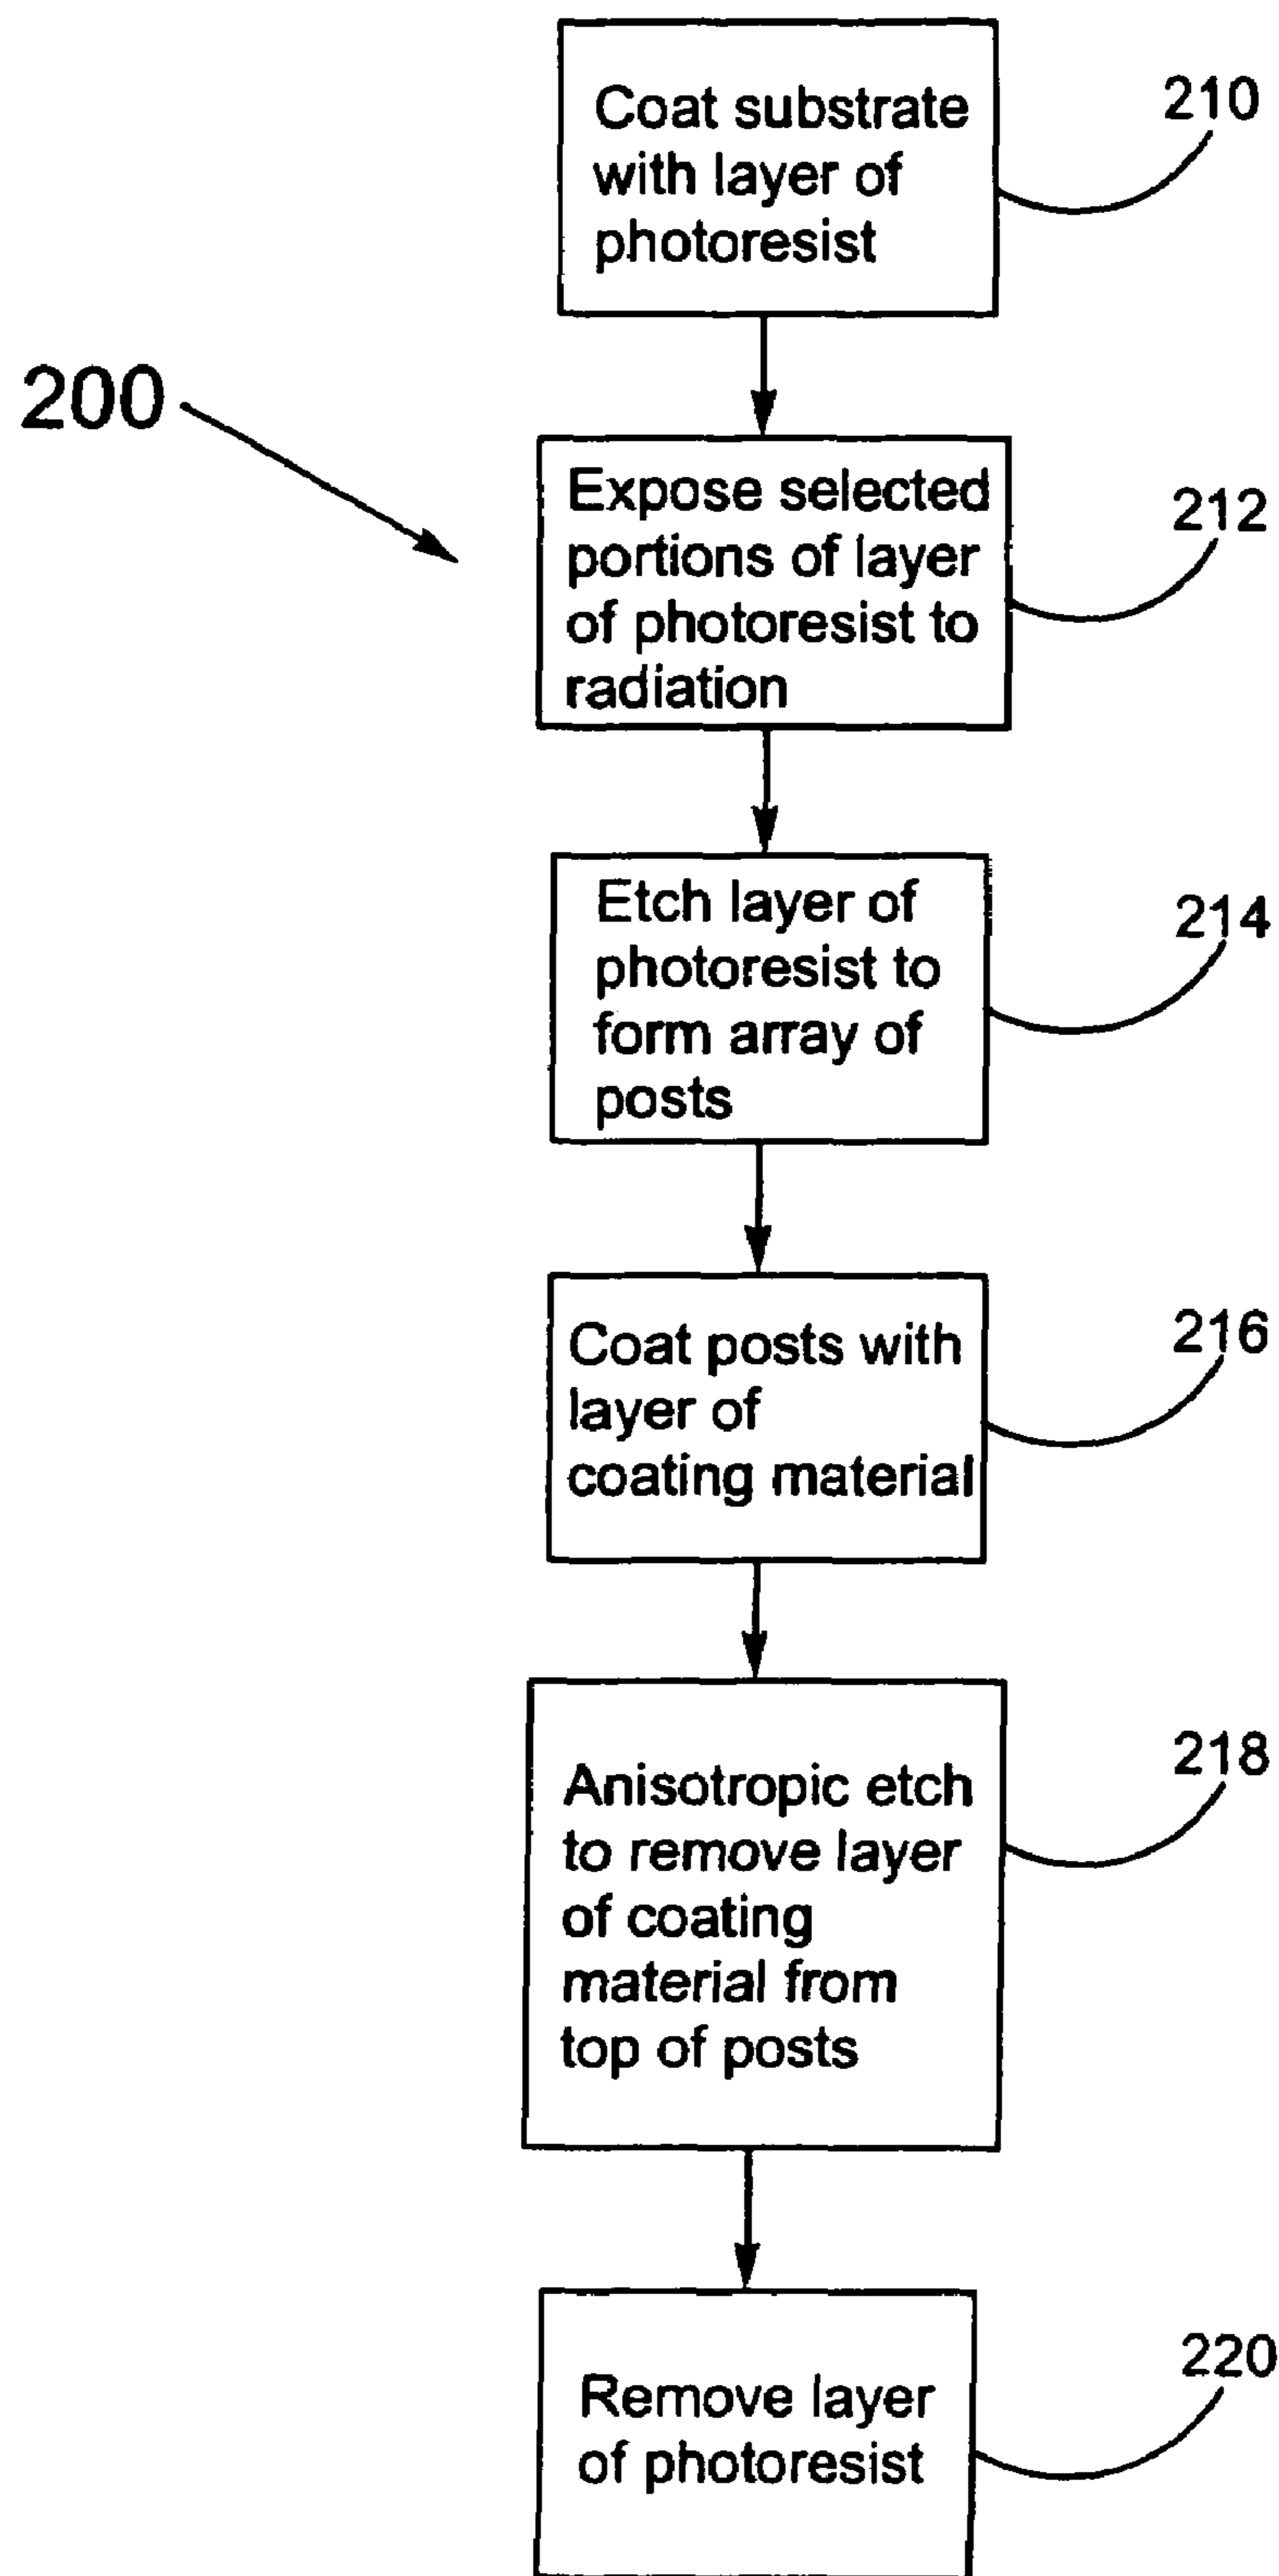 Coat substrate
with layer of
photoresist
210
200
Expose selected
portions of layer
of photoresist to
radiation
212
Etch layer of
photoresist to
form array of
posts
214
Coat posts with
layer of
coating material
216
Anisotropic etch
to remove layer
of coating
material from
top of posts
218
Remove layer
of photoresist
220